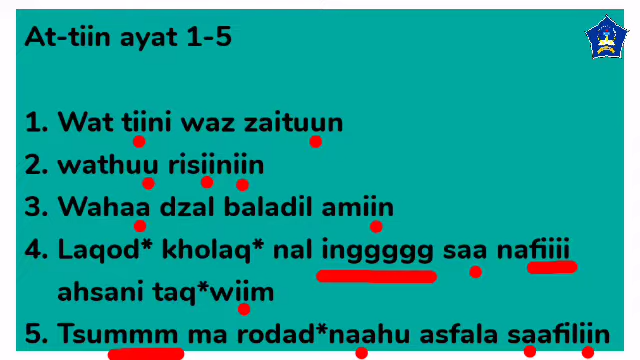 At-tiin ayat 1-5
1. Wat tiini waz zaituun
2. wathuu risiiniin
3. Wahaa dzal baladil amiin
4. Laqod* kholaq* nal inggggg saa nafiiii
ahsani taq*wiim
5. Tsummm ma rodad*naahu asfala saafiliin